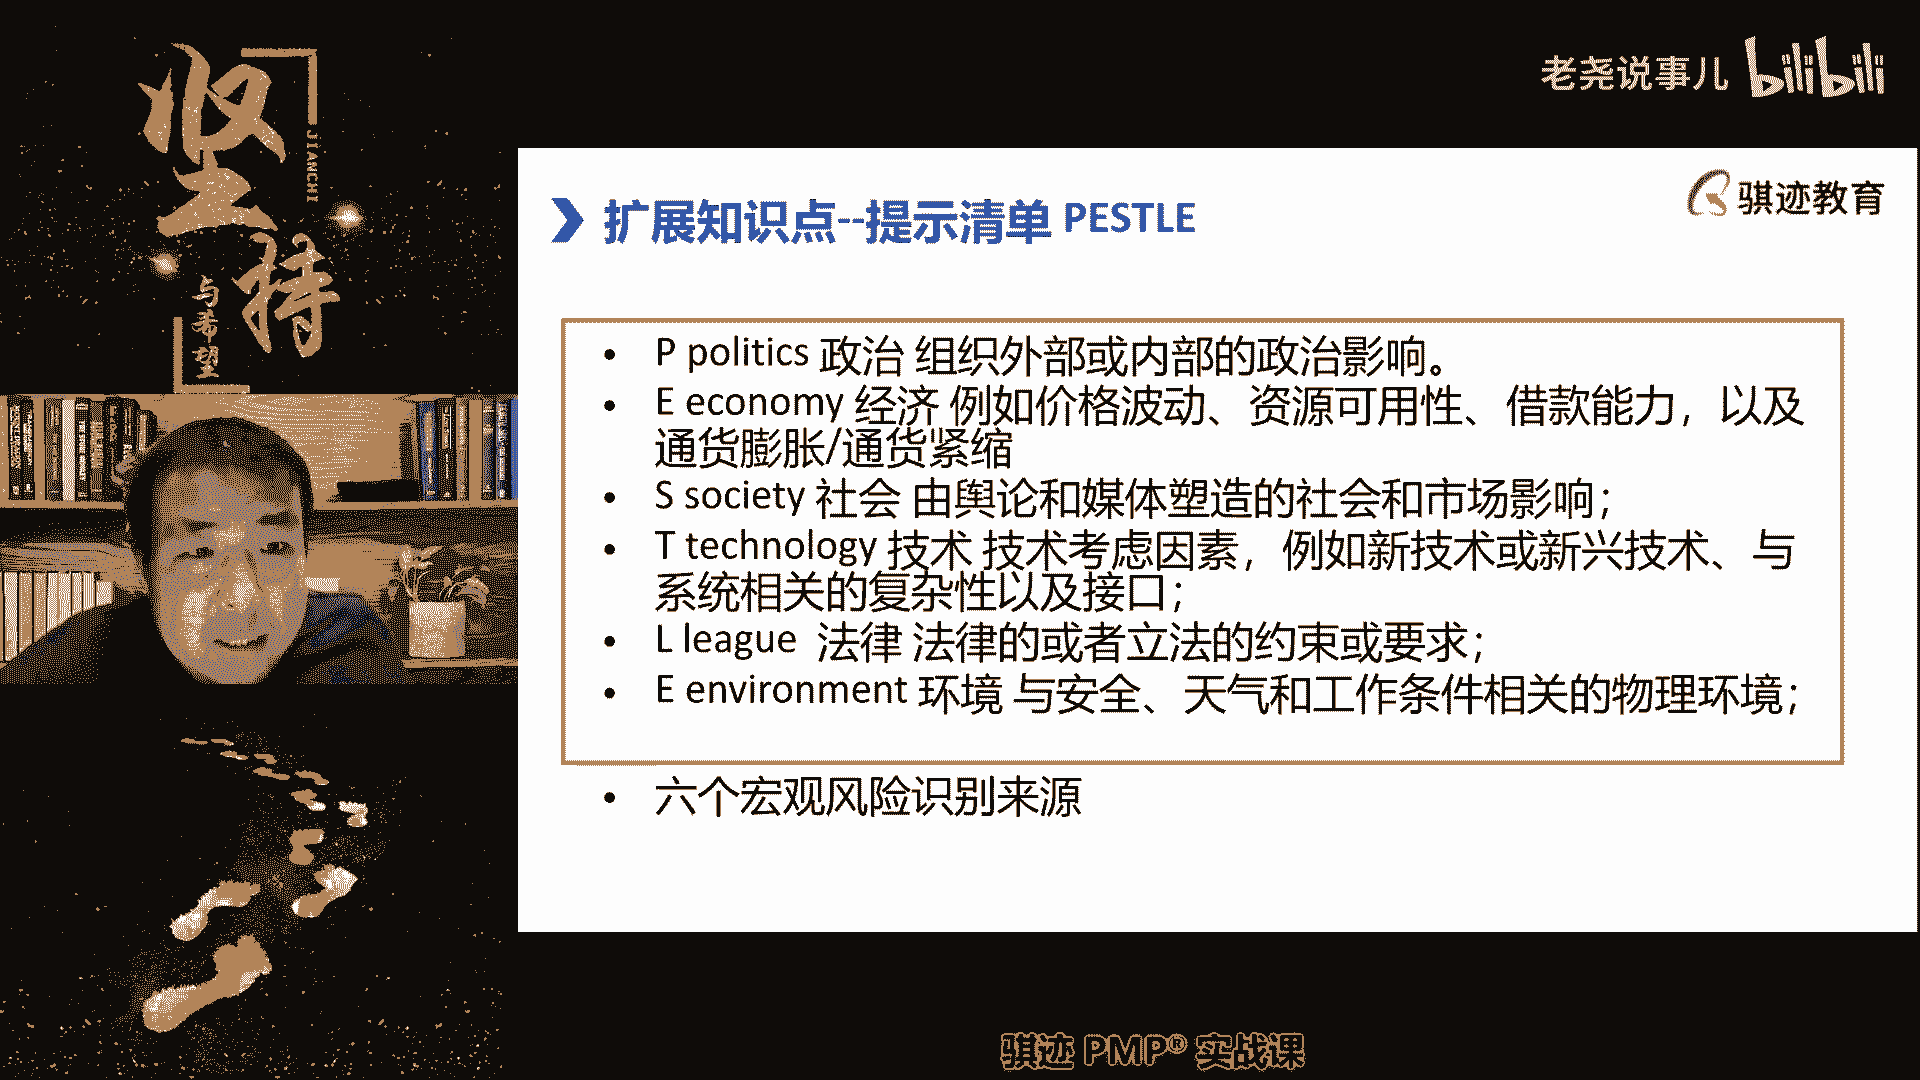 坚持
JIANCHI
与希望
老尧说事儿 bilibili
骐迹教育
扩展知识点--提示清单 PESTLE
• P politics 政治 组织外部或内部的政治影响。
• E economy 经济 例如价格波动、资源可用性、借款能力，以及
通货膨胀/通货紧缩
• S society 社会 由舆论和媒体塑造的社会和市场影响；
• T technology 技术 技术考虑因素，例如新技术或新兴技术、与
系统相关的复杂性以及接口；
• L league 法律 法律的或者立法的约束或要求；
• E environment 环境 与安全、天气和工作条件相关的物理环境；
• 六个宏观风险识别来源
骐迹 PMP® 实战课